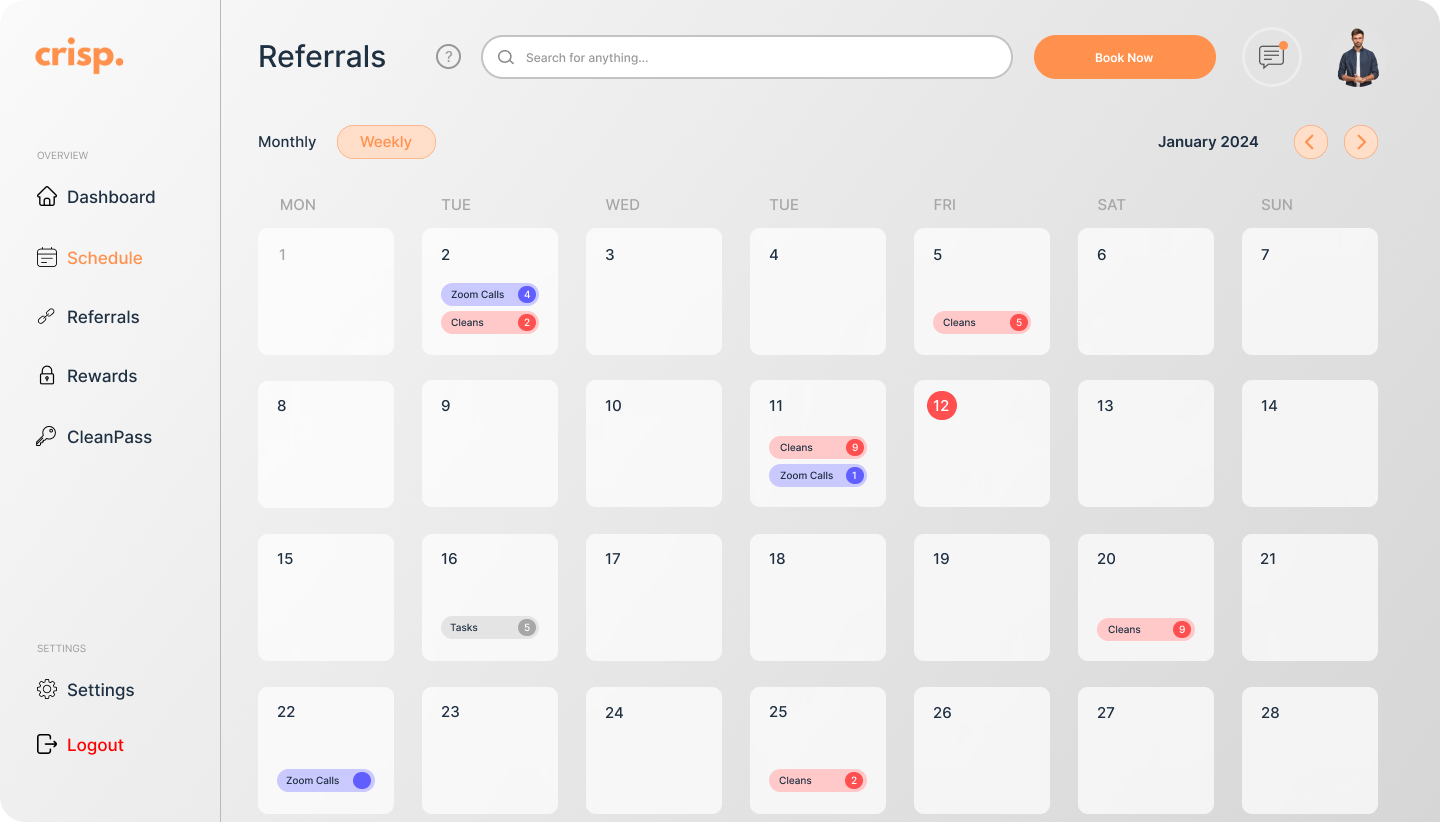 crisp.
Referrals
?
Search for anything...
Book Now
OVERVIEW
Dashboard
Schedule
Referrals
Rewards
CleanPass
SETTINGS
Settings
Logout
Monthly
Weekly
January 2024
MON TUE WED TUE FRI SAT SUN
1 2 3 4 5 6 7
Zoom Calls 4
Cleans 2
Cleans 5
8 9 10 11 12 13 14
Cleans 9
Zoom Calls 1
15 16 17 18 19 20 21
Tasks 5
Cleans 9
22 23 24 25 26 27 28
Zoom Calls
Cleans 2